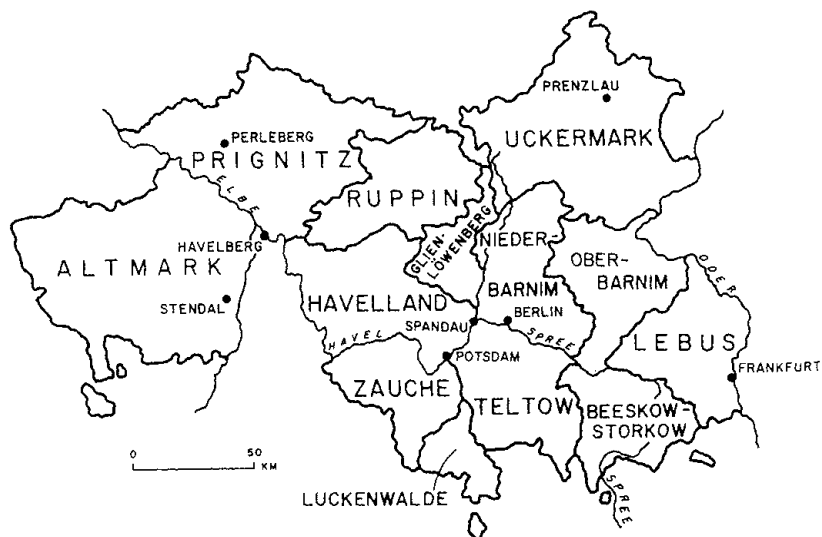 PRENZLAU
UCKERMARK
PERLEBERG
PRIGNITZ
RUPPIN
ELBE
HAVELBERG
ALTMARK
STENDAL
GLIEN-
LÖWENBERG
NIEDER-
BARNIM
OBER-
BARNIM
ODER
HAVELLAND
SPANDAU
BERLIN
HAVEL
SPREE
LEBUS
POTSDAM
FRANKFURT
ZAUCHE
TELTOW
BEESKOW-
STORKOW
0 50
KM
LUCKENWALDE
SPREE